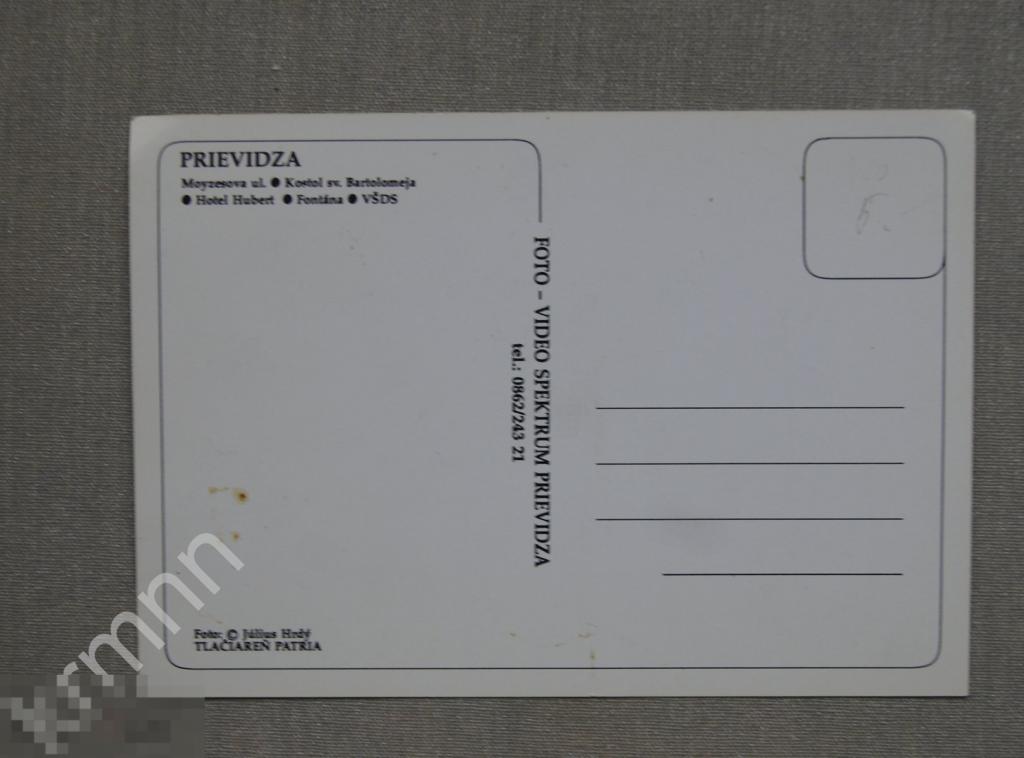 PRIEVIDZA
Moyzesova ul. ● Kostol sv. Bartolomeja
● Hotel Hubert ● Fontána ● VŠDS
FOTO – VIDEO SPEKTRUM PRIEVIDZA
tel.: 0862/243 21
5.-
Foto: © Július Hrdý
TLAČIAREŇ PATRIA